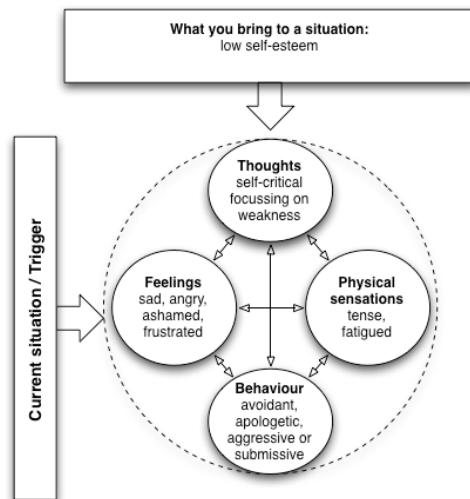 What you bring to a situation:
low self-esteem
Current situation / Trigger
Thoughts
self-critical
focussing on
weakness
Feelings
sad, angry,
ashamed,
frustrated
Physical
sensations
tense,
fatigued
Behaviour
avoidant,
apologetic,
aggressive or
submissive